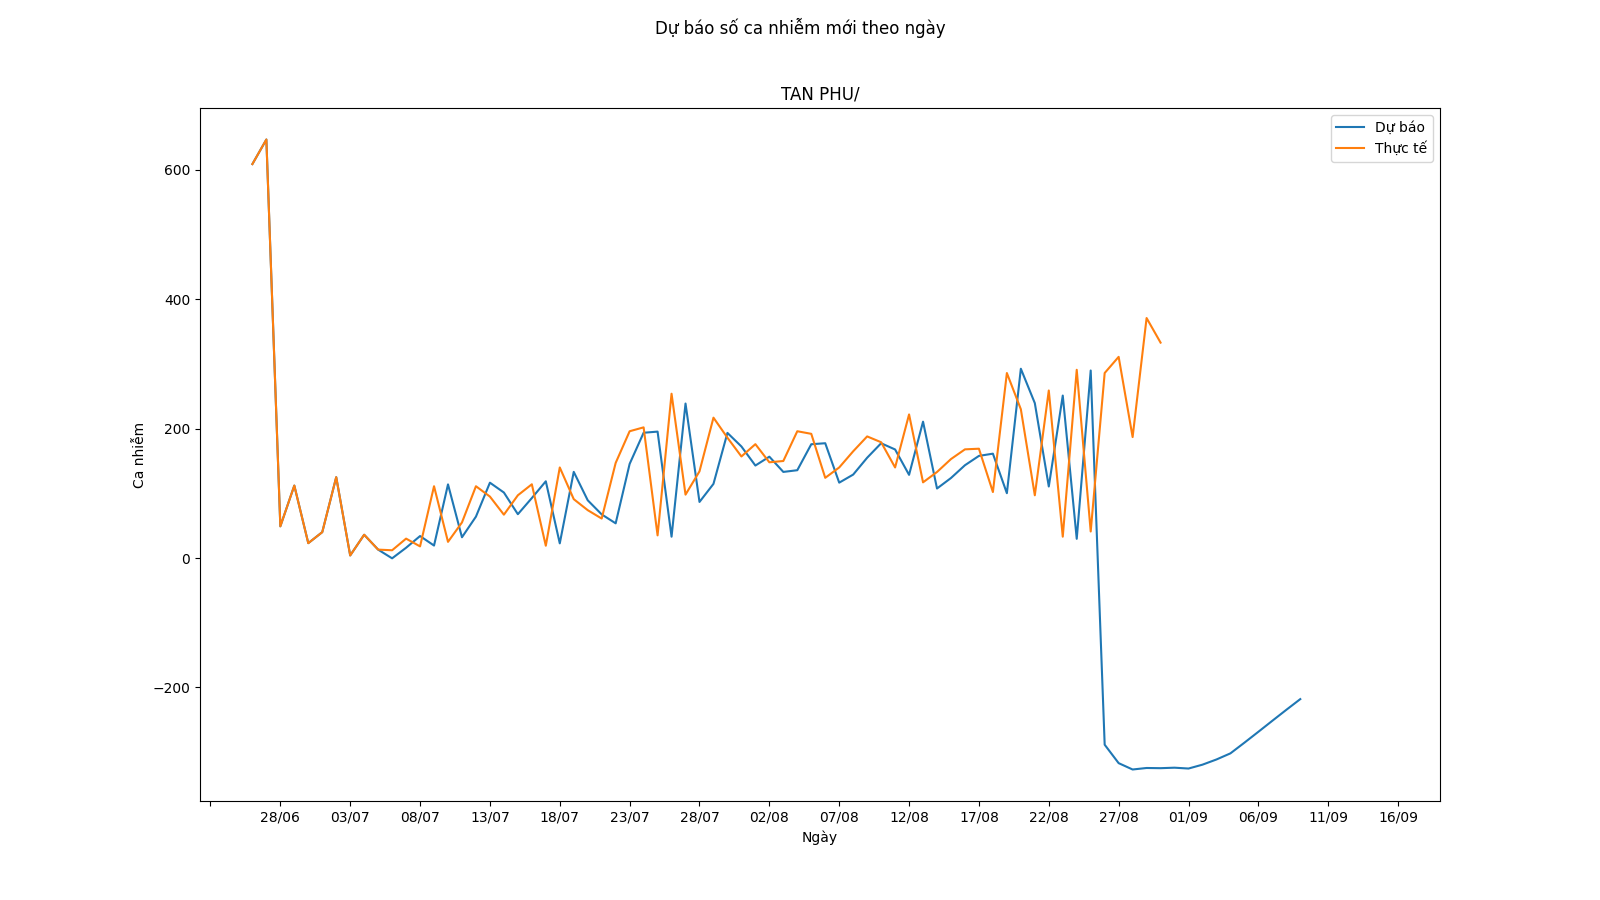 Dự báo số ca nhiễm mới theo ngày
TAN PHU/
Dự báo
Thực tế
600
400
200
0
−200
Ca nhiễm
28/06 03/07 08/07 13/07 18/07 23/07 28/07 02/08 07/08 12/08 17/08 22/08 27/08 01/09 06/09 11/09 16/09
Ngày